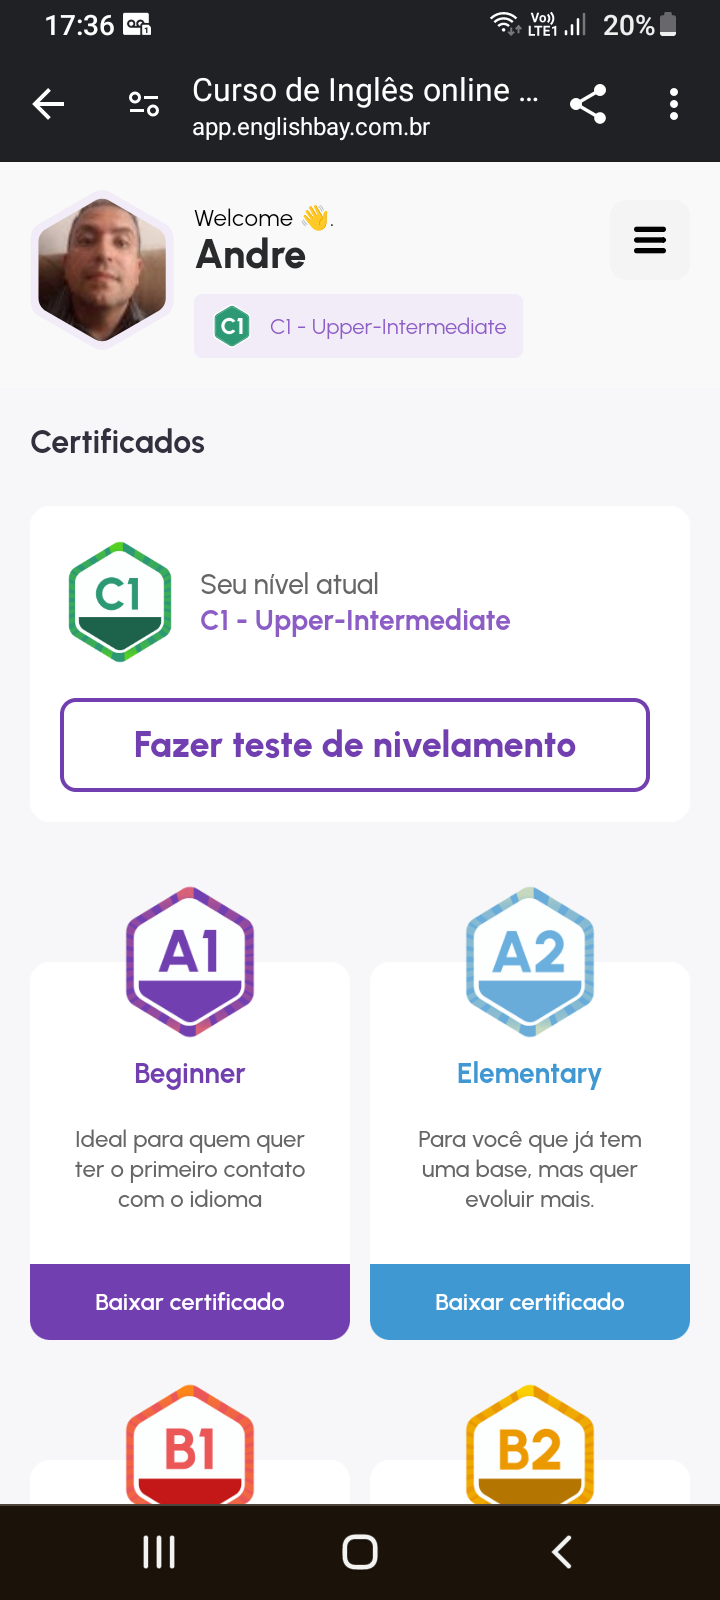 17:36
Vo)) LTE1
20%
Curso de Inglês online ...
app.englishbay.com.br
Welcome 👋.
Andre
C1 C1 - Upper-Intermediate
Certificados
C1
Seu nível atual
C1 - Upper-Intermediate
Fazer teste de nivelamento
A1
Beginner
Ideal para quem quer
ter o primeiro contato
com o idioma
Baixar certificado
A2
Elementary
Para você que já tem
uma base, mas quer
evoluir mais.
Baixar certificado
B1
B2